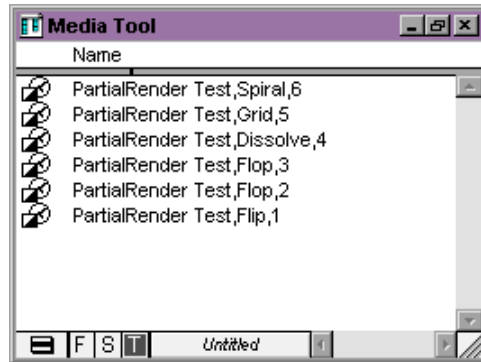 Media Tool
Name
PartialRender Test,Spiral,6
PartialRender Test,Grid,5
PartialRender Test,Dissolve,4
PartialRender Test,Flop,3
PartialRender Test,Flop,2
PartialRender Test,Flip,1
F S T Untitled